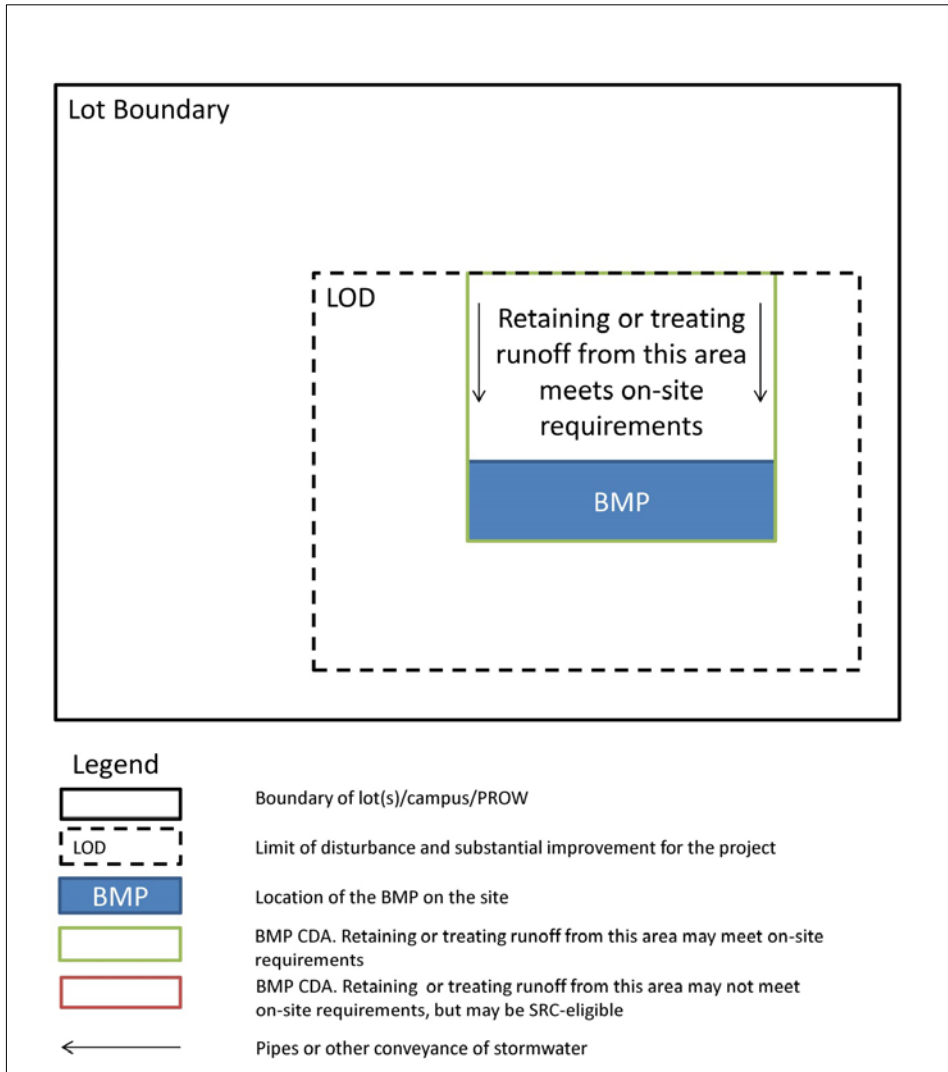 Lot Boundary
LOD
Retaining or treating
runoff from this area
meets on-site
requirements
BMP
Legend
Boundary of lot(s)/campus/PROW
LOD
Limit of disturbance and substantial improvement for the project
BMP
Location of the BMP on the site
BMP CDA. Retaining or treating runoff from this area may meet on-site
requirements
BMP CDA. Retaining or treating runoff from this area may not meet
on-site requirements, but may be SRC-eligible
Pipes or other conveyance of stormwater